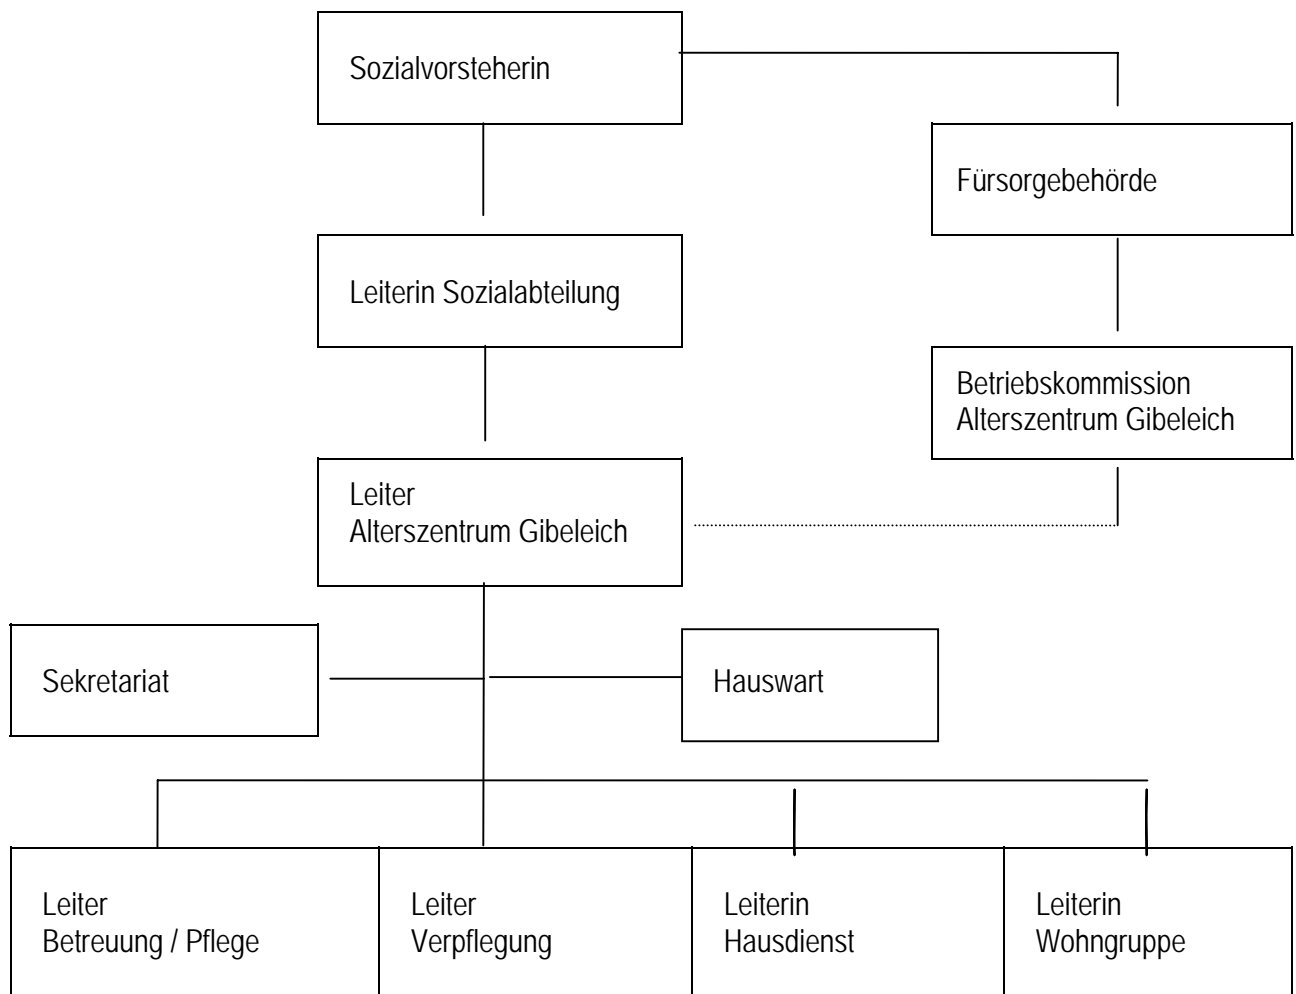 Sozialvorsteherin
Fürsorgebehörde
Leiterin Sozialabteilung
Betriebskommission
Alterszentrum Gibeleich
Leiter
Alterszentrum Gibeleich
Sekretariat
Hauswart
Leiter
Betreuung / Pflege
Leiter
Verpflegung
Leiterin
Hausdienst
Leiterin
Wohngruppe